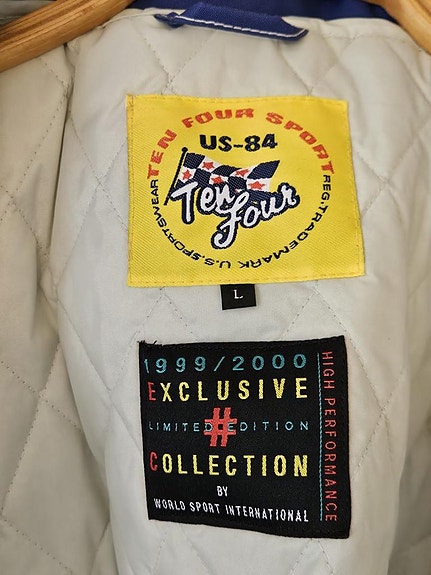 TEN FOUR SPORT
US-84
Ten
Four
REG.TRADEMARK U.S.SPORTSWEAR
L
1999/2000
EXCLUSIVE
LIMITED EDITION
#
COLLECTION
BY
WORLD SPORT INTERNATIONAL
HIGH PERFORMANCE